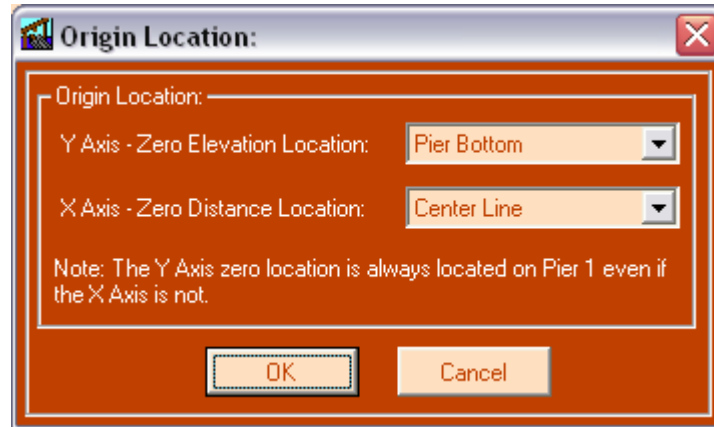 Origin Location:
Origin Location:
Y Axis - Zero Elevation Location: Pier Bottom
X Axis - Zero Distance Location: Center Line
Note: The Y Axis zero location is always located on Pier 1 even if
the X Axis is not.
OK Cancel